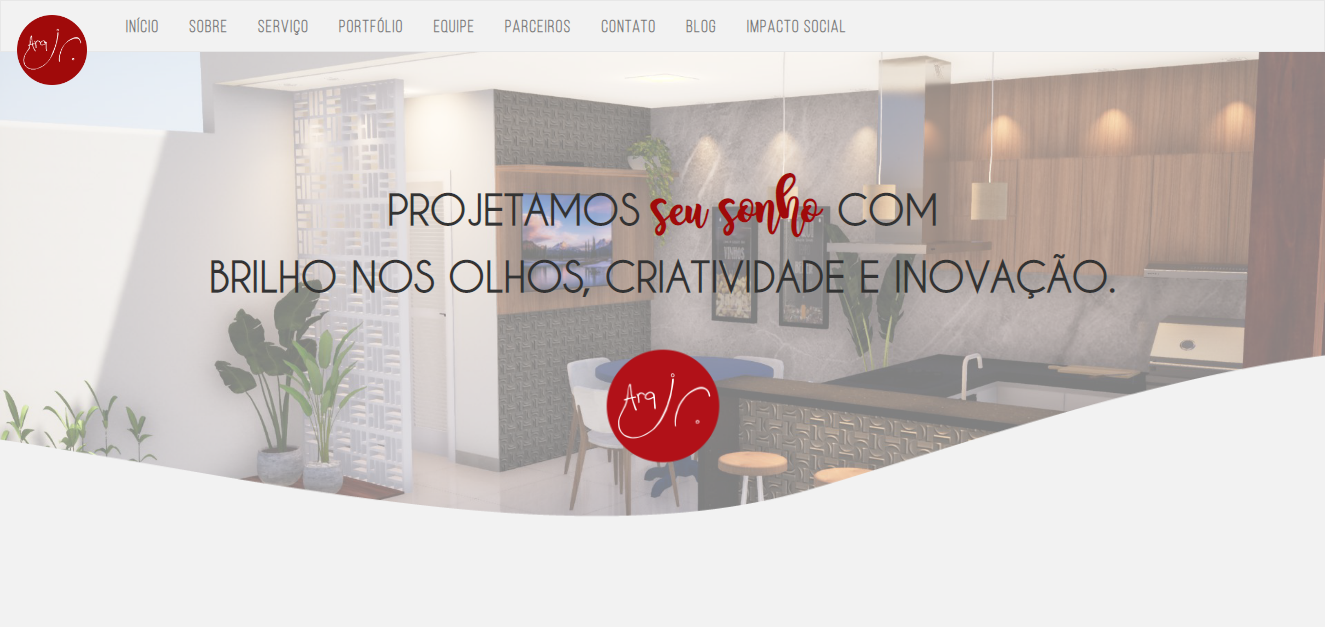 Arq Jr.
INÍCIO SOBRE SERVIÇO PORTFÓLIO EQUIPE PARCEIROS CONTATO BLOG IMPACTO SOCIAL
PROJETAMOS seu sonho COM
BRILHO NOS OLHOS, CRIATIVIDADE E INOVAÇÃO.
VINHOS
Arq Jr.